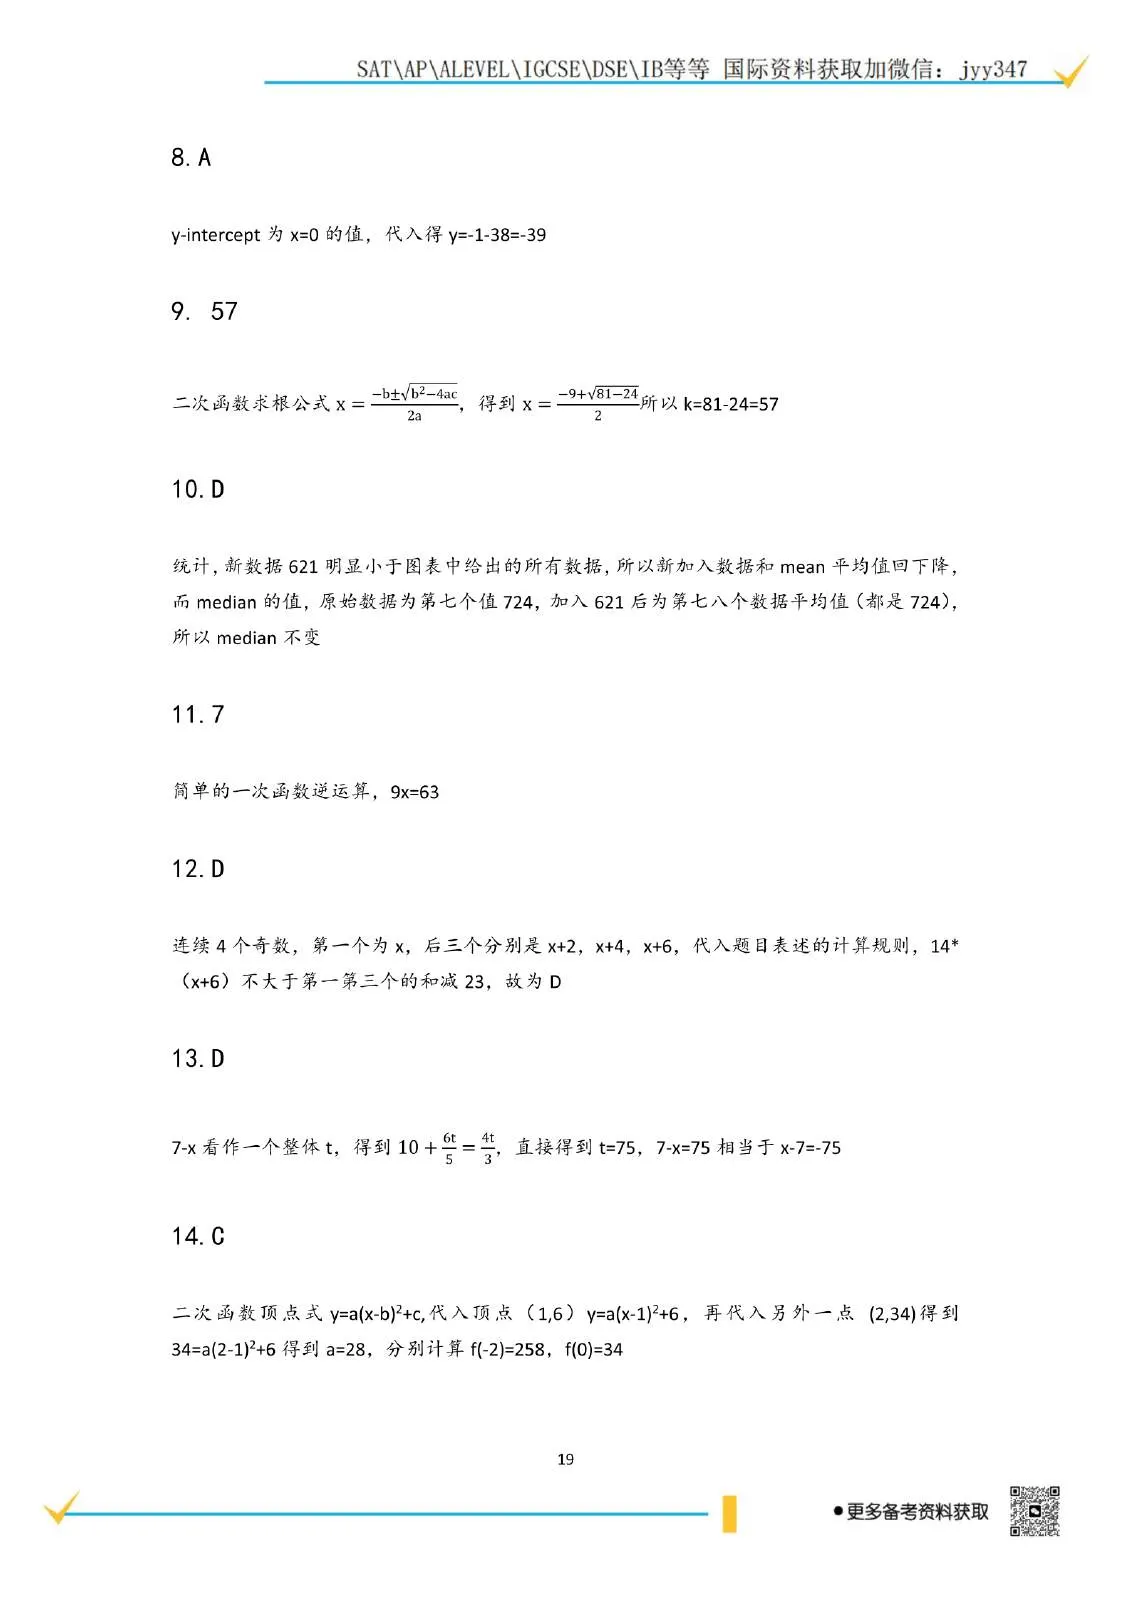 SAT\AP\ALEVEL\IGCSE\DSE\IB等等 国际资料获取加微信：jyy347
8. A
y-intercept 为 x=0 的值，代入得 y=-1-38=-39
9. 57
二次函数求根公式 x = \frac{-b±\sqrt{b²-4ac}}{2a}，得到 x = \frac{-9+\sqrt{81-24}}{2}所以 k=81-24=57
10. D
统计，新数据 621 明显小于图表中给出的所有数据，所以新加入数据和 mean 平均值回下降，
而 median 的值，原始数据为第七个值 724，加入 621 后为第七八个数据平均值（都是 724），
所以 median 不变
11. 7
简单的一次函数逆运算，9x=63
12. D
连续 4 个奇数，第一个为 x，后三个分别是 x+2，x+4，x+6，代入题目表述的计算规则，14*
（x+6）不大于第一第三个的和减 23，故为 D
13. D
7-x 看作一个整体 t，得到 10 + \frac{6t}{5} = \frac{4t}{3}，直接得到 t=75，7-x=75 相当于 x-7=-75
14. C
二次函数顶点式 y=a(x-b)²+c,代入顶点（1,6）y=a(x-1)²+6，再代入另外一点 (2,34)得到
34=a(2-1)²+6 得到 a=28，分别计算 f(-2)=258，f(0)=34
19
●更多备考资料获取